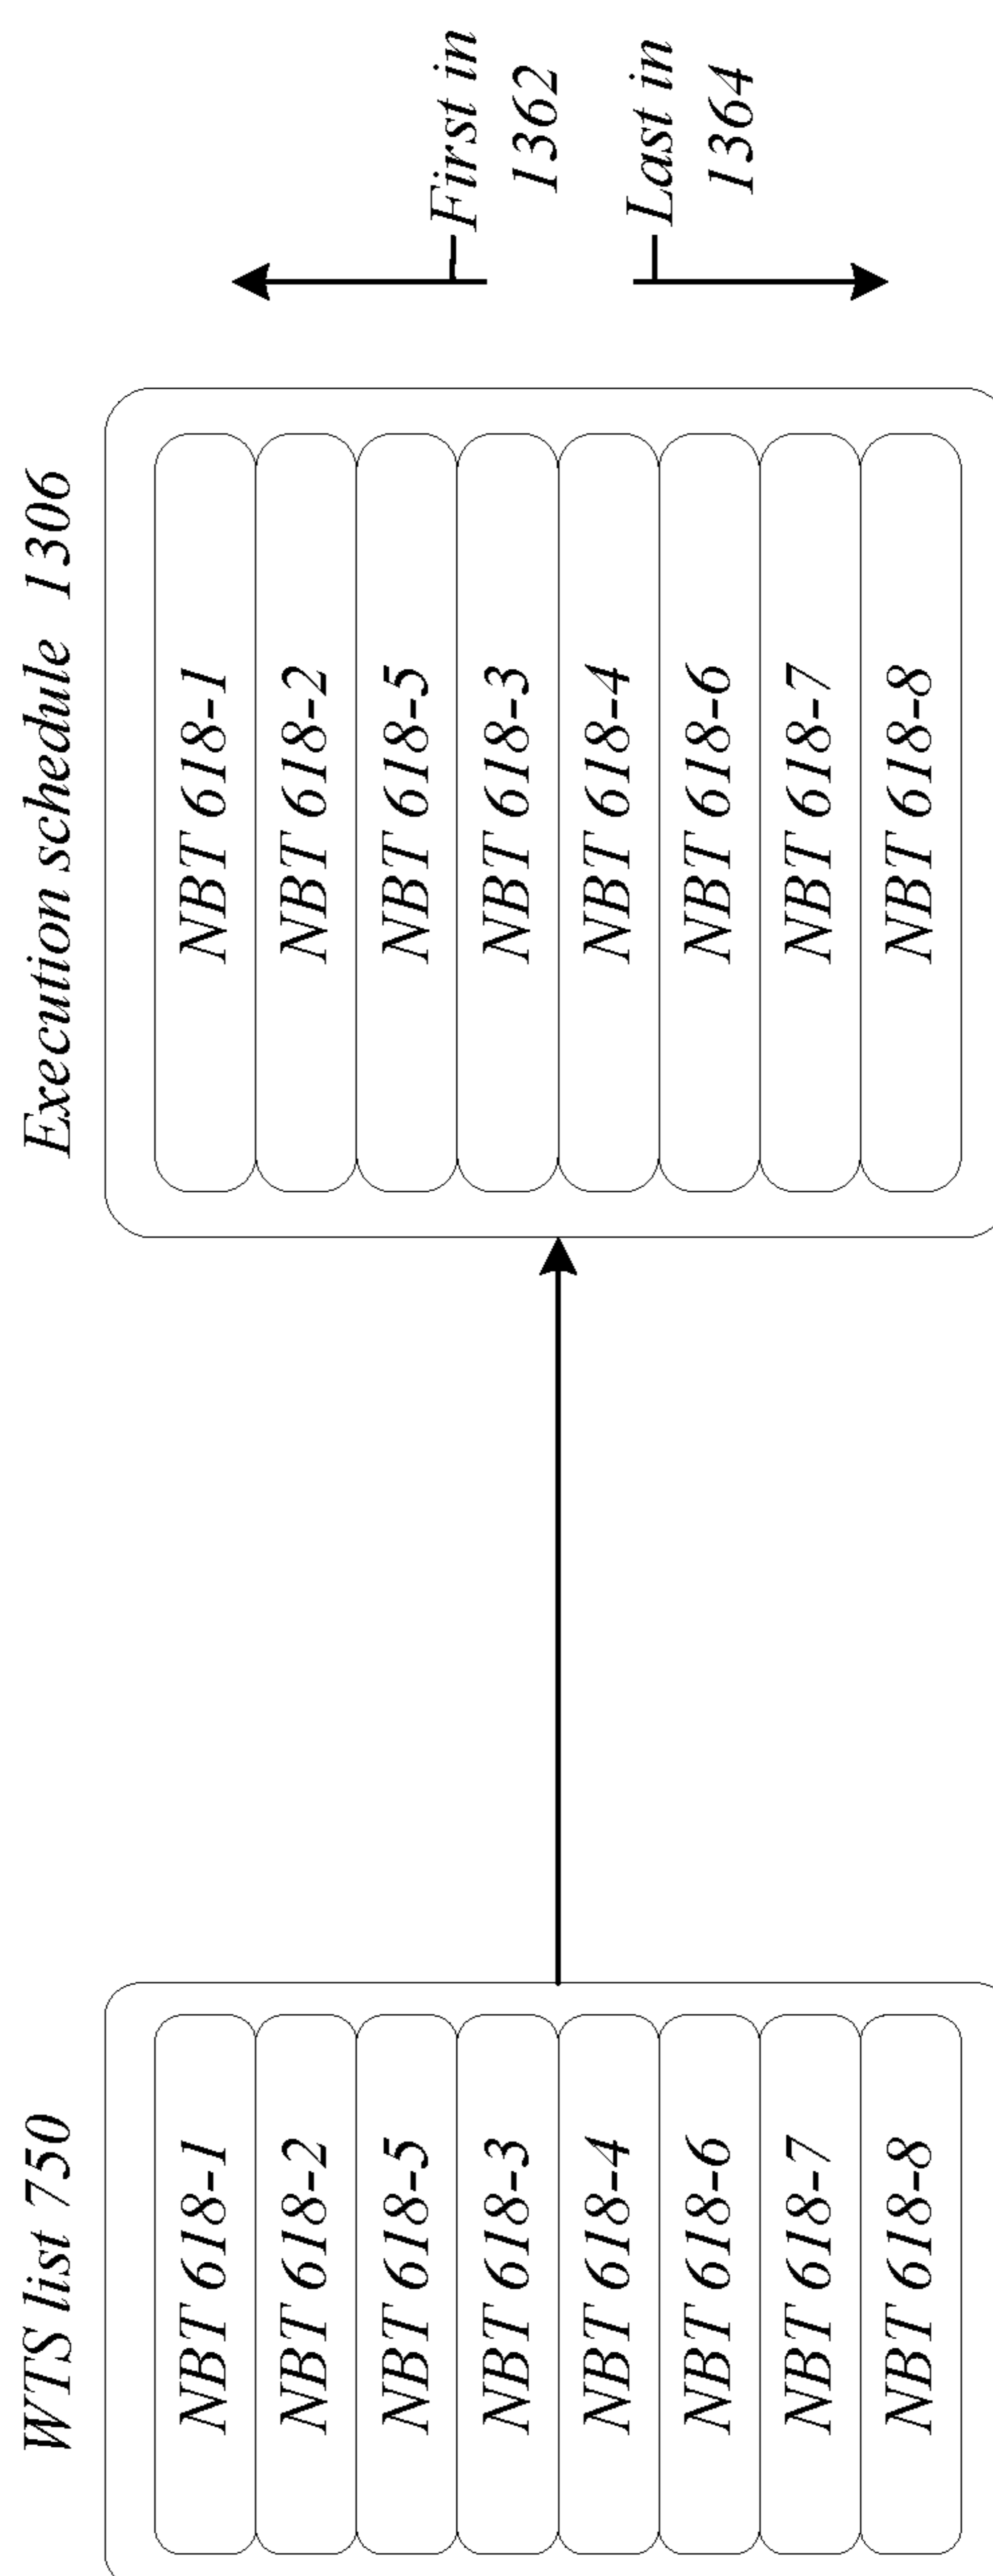 WTS list 750
NBT 618-1
NBT 618-2
NBT 618-5
NBT 618-3
NBT 618-4
NBT 618-6
NBT 618-7
NBT 618-8
Execution schedule 1306
NBT 618-1
NBT 618-2
NBT 618-5
NBT 618-3
NBT 618-4
NBT 618-6
NBT 618-7
NBT 618-8
First in
1362
Last in
1364